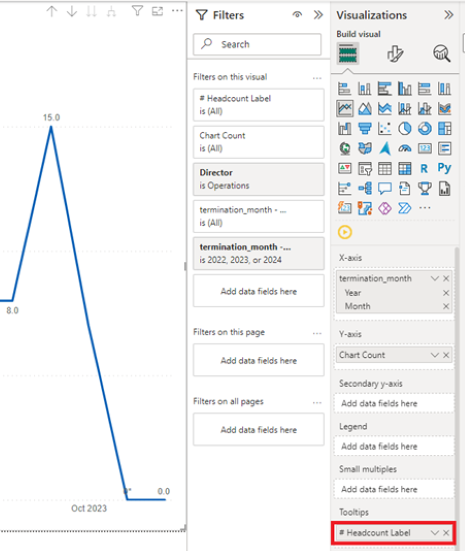 15.0
8.0
0"
0.0
Oct 2023
Filters
Search
Filters on this visual
...
# Headcount Label
is (All)
Chart Count
is (All)
Director
is Operations
termination_month - ...
is (All)
termination_month -...
is 2022, 2023, or 2024
Add data fields here
Filters on this page
...
Add data fields here
Filters on all pages
...
Add data fields here
Visualizations
Build visual
123
R
Py
...
X-axis
termination_month
Year
Month
Y-axis
Chart Count
Secondary y-axis
Add data fields here
Legend
Add data fields here
Small multiples
Add data fields here
Tooltips
# Headcount Label